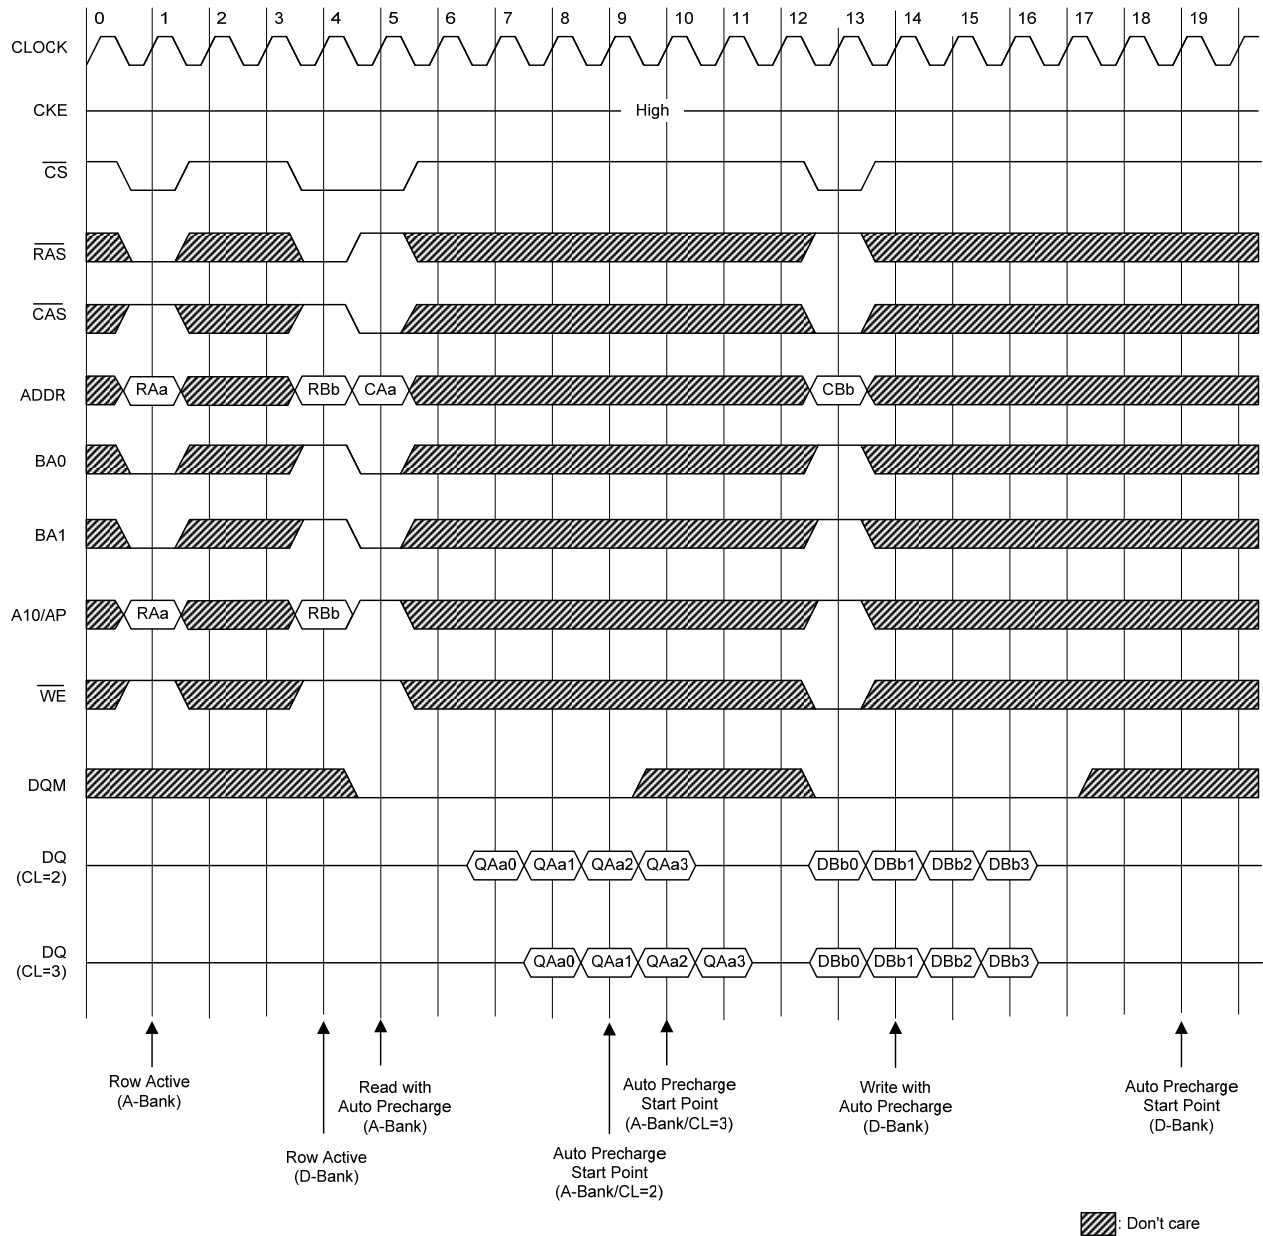 0 1 2 3 4 5 6 7 8 9 10 11 12 13 14 15 16 17 18 19
CLOCK
CKE High
CS
RAS
CAS
ADDR RAa RBb CAa CBb
BA0
BA1
A10/AP RAa RBb
WE
DQM
DQ
(CL=2) QAa0 QAa1 QAa2 QAa3 DBb0 DBb1 DBb2 DBb3
DQ
(CL=3) QAa0 QAa1 QAa2 QAa3 DBb0 DBb1 DBb2 DBb3
Row Active
(A-Bank)
Row Active
(D-Bank)
Read with
Auto Precharge
(A-Bank)
Auto Precharge
Start Point
(A-Bank/CL=2)
Auto Precharge
Start Point
(A-Bank/CL=3)
Write with
Auto Precharge
(D-Bank)
Auto Precharge
Start Point
(D-Bank)
: Don't care